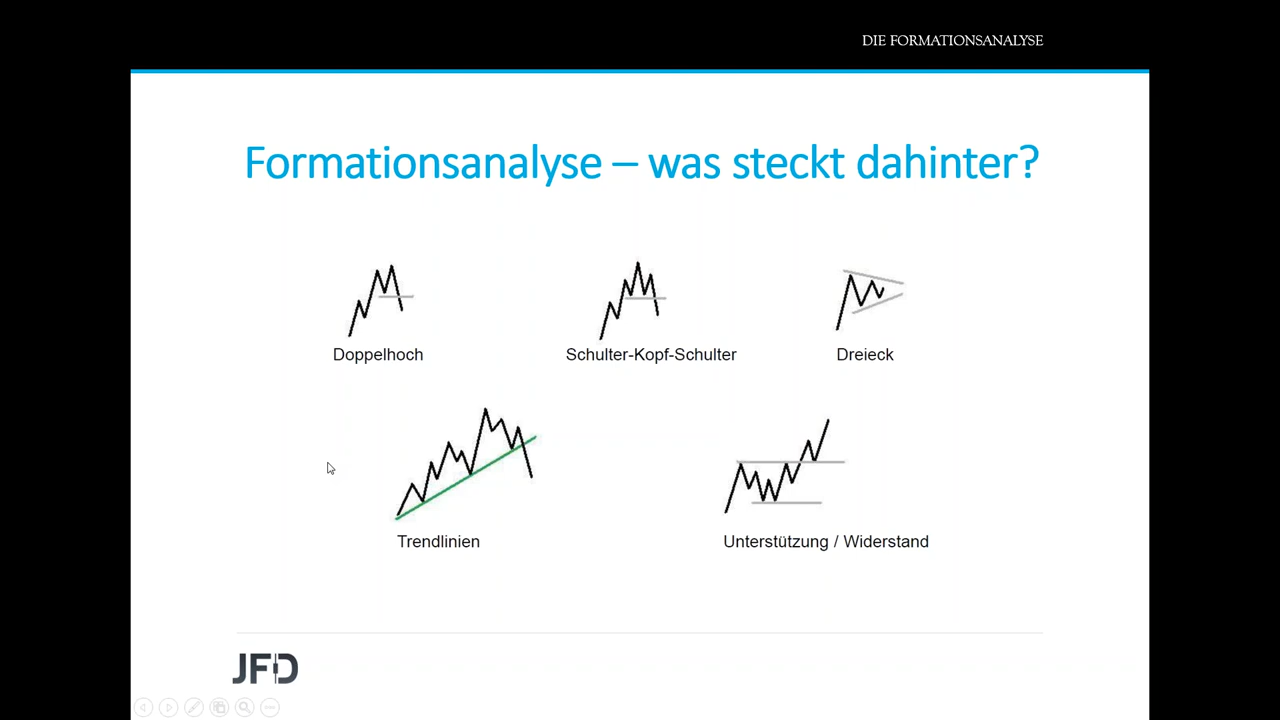 DIE FORMATIONSANALYSE
Formationsanalyse – was steckt dahinter?
Doppelhoch
Schulter-Kopf-Schulter
Dreieck
Trendlinien
Unterstützung / Widerstand
JFD